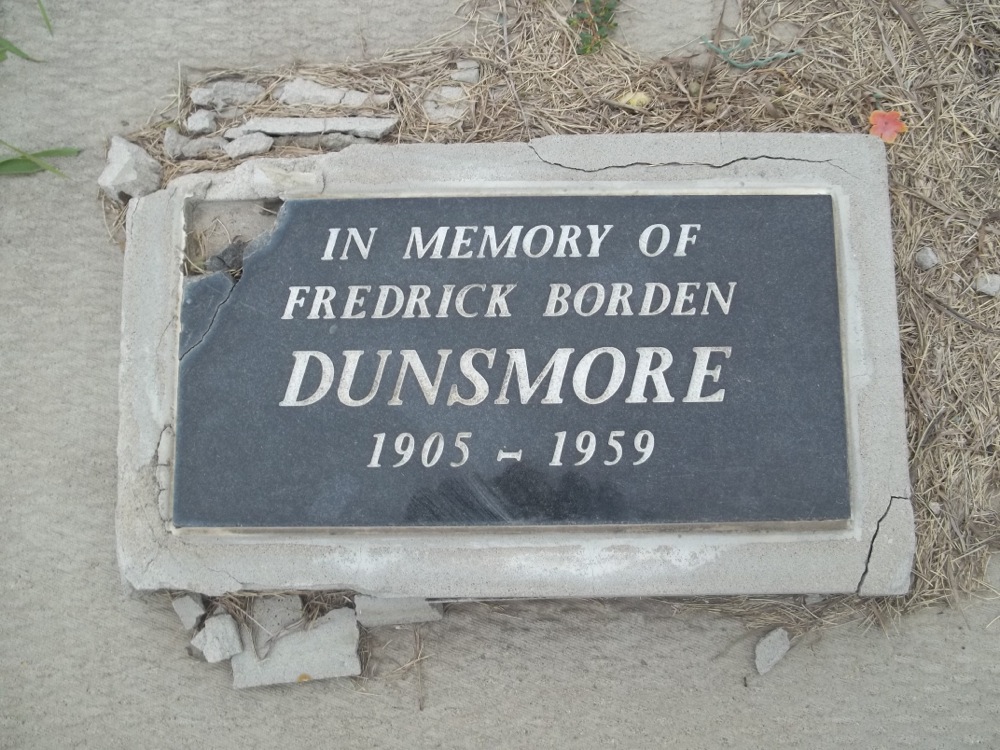 IN MEMORY OF
FREDRICK BORDEN
DUNSMORE
1905 - 1959